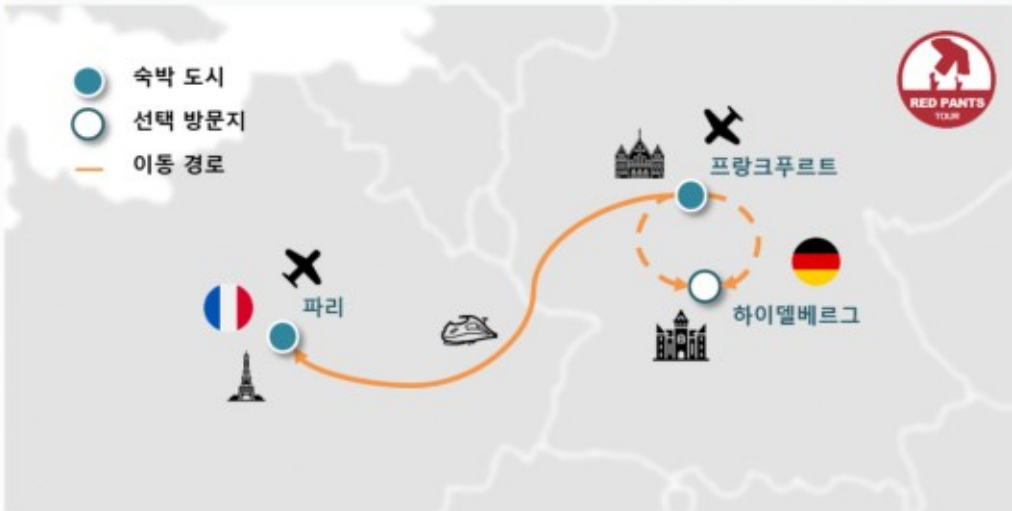 숙박 도시
선택 방문지
이동 경로
RED PANTS
TOUR
프랑크푸르트
파리
하이델베르그